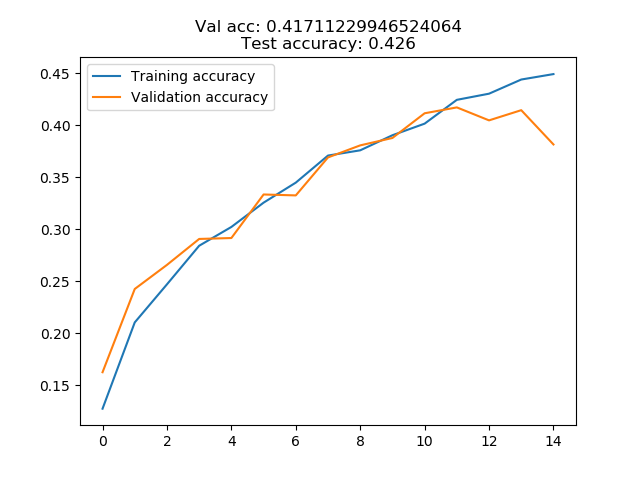 Val acc: 0.41711229946524064
Test accuracy: 0.426
Training accuracy
Validation accuracy
0.45
0.40
0.35
0.30
0.25
0.20
0.15
0 2 4 6 8 10 12 14